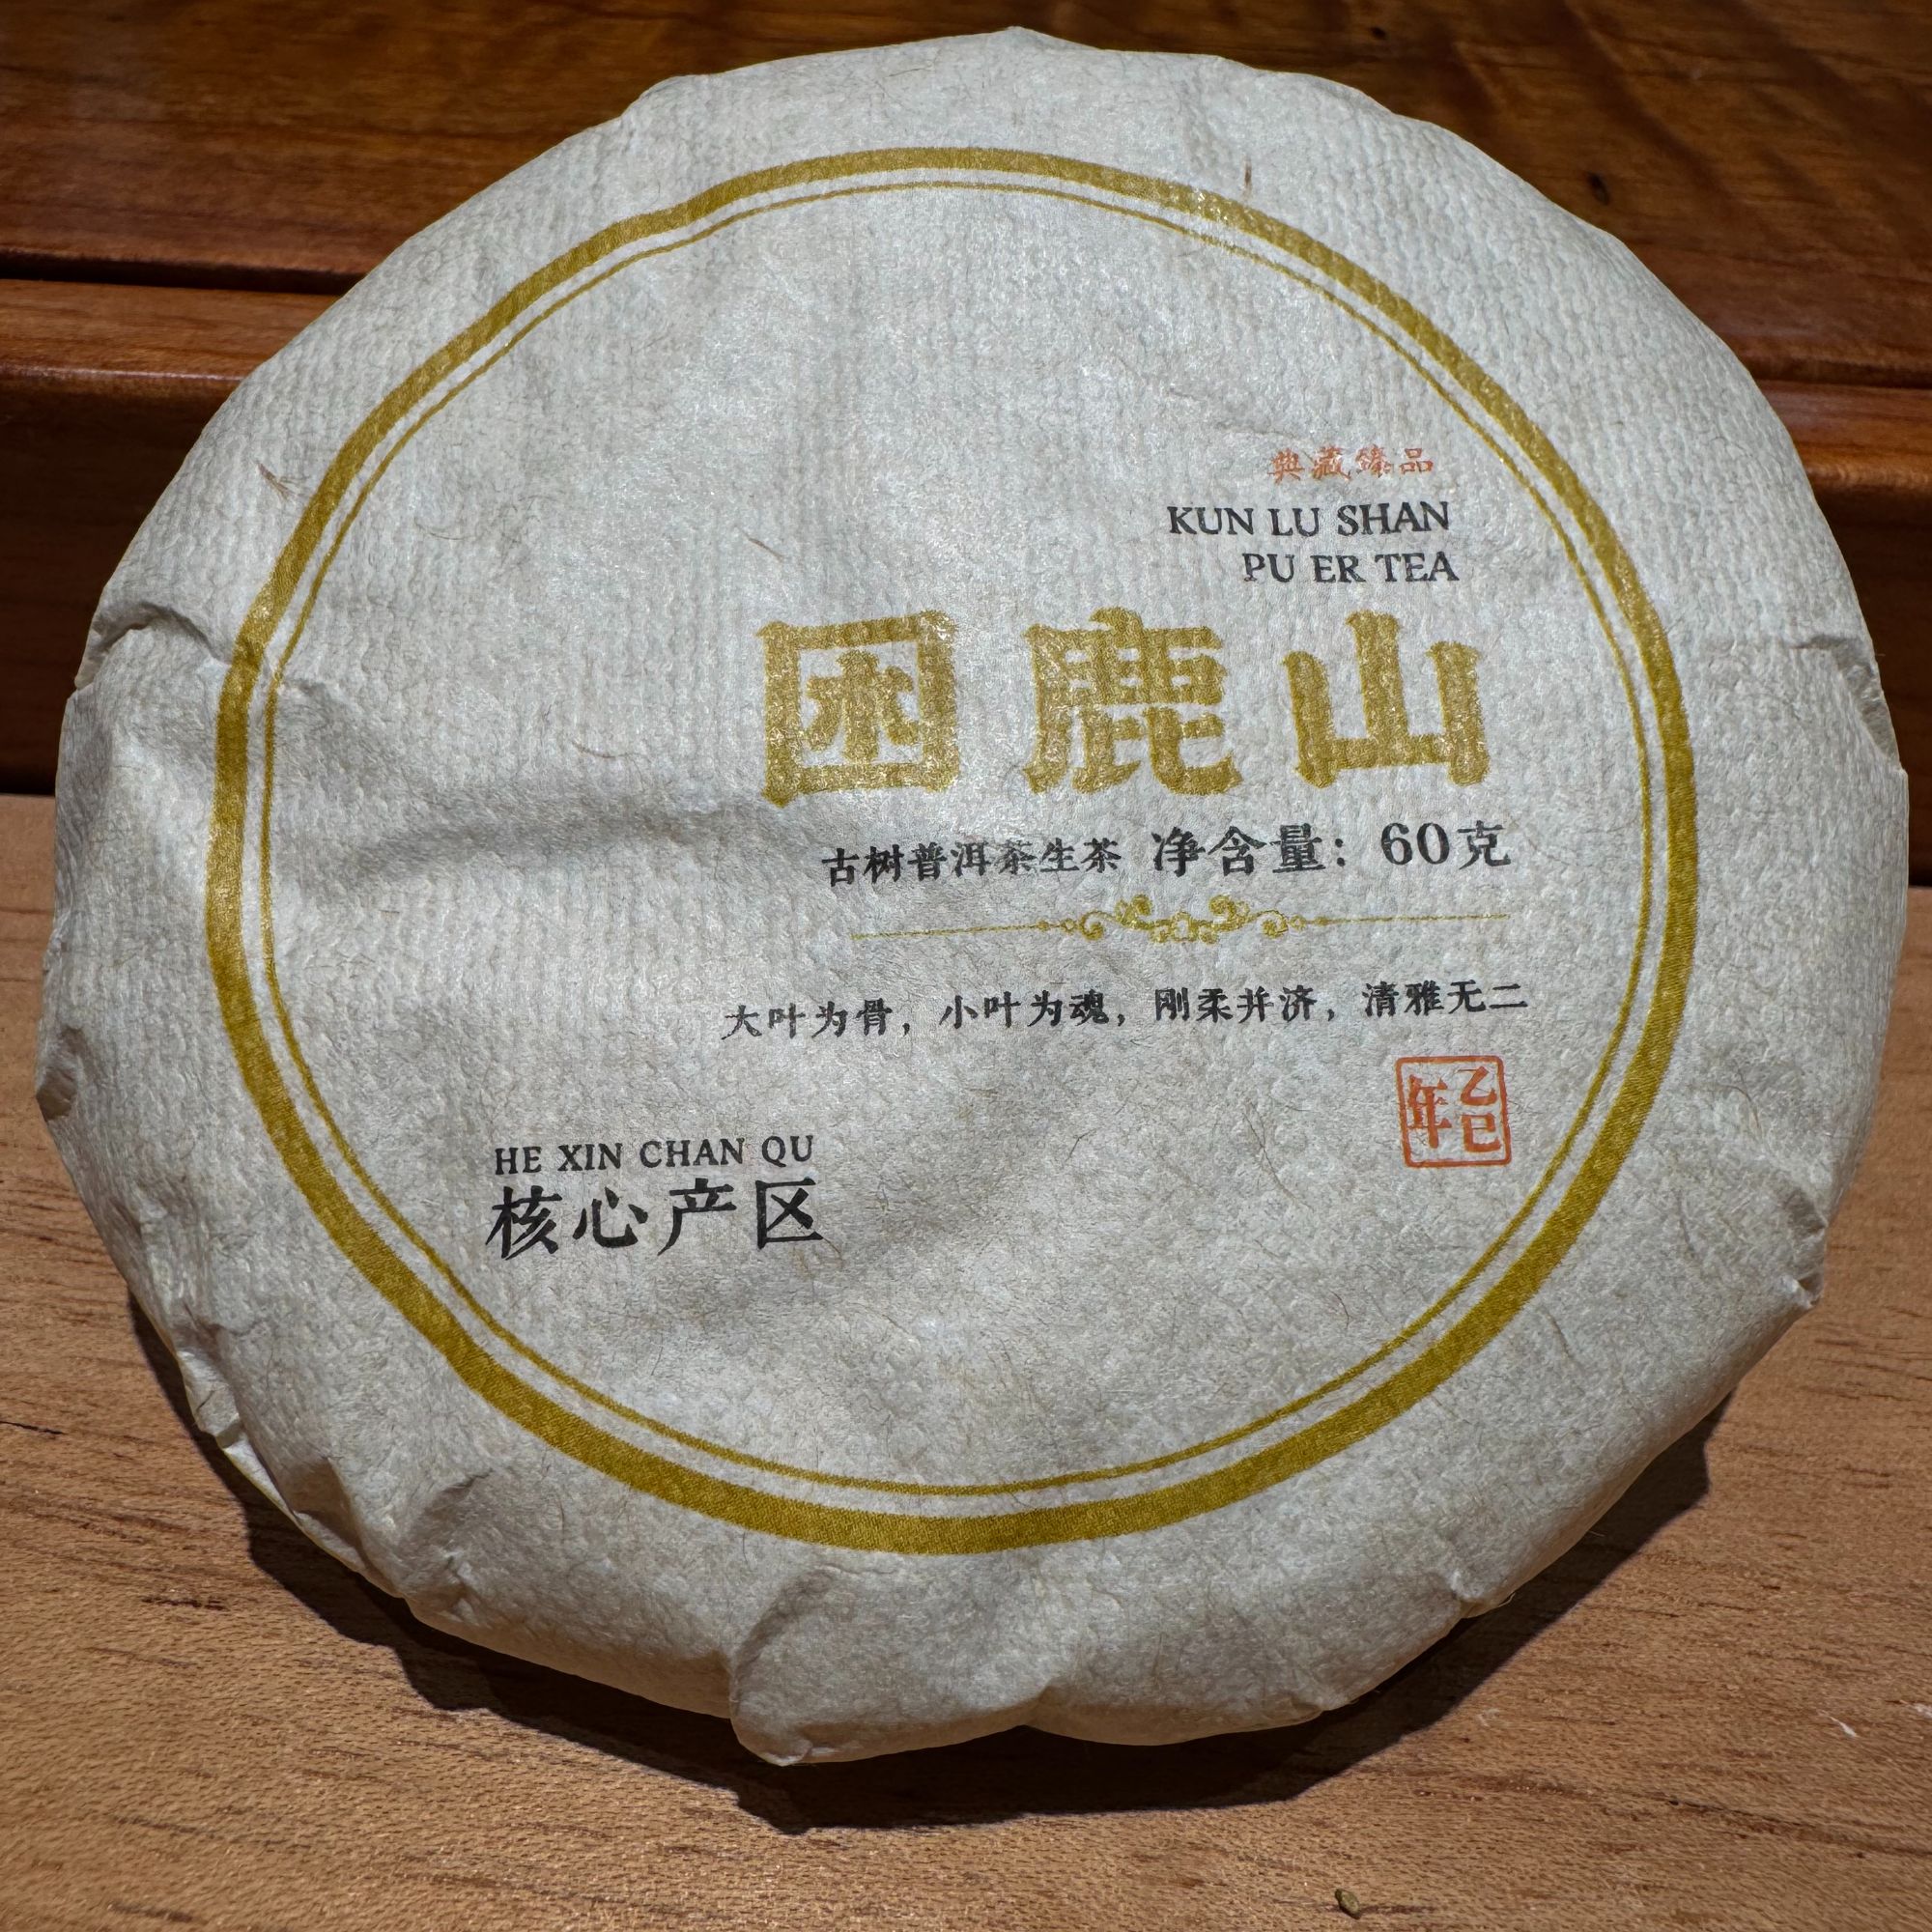 典藏臻品
KUN LU SHAN
PU ER TEA
困鹿山
古树普洱茶生茶 净含量：60克
大叶为骨，小叶为魂，刚柔并济，清雅无二
乙巳年
HE XIN CHAN QU
核心产区